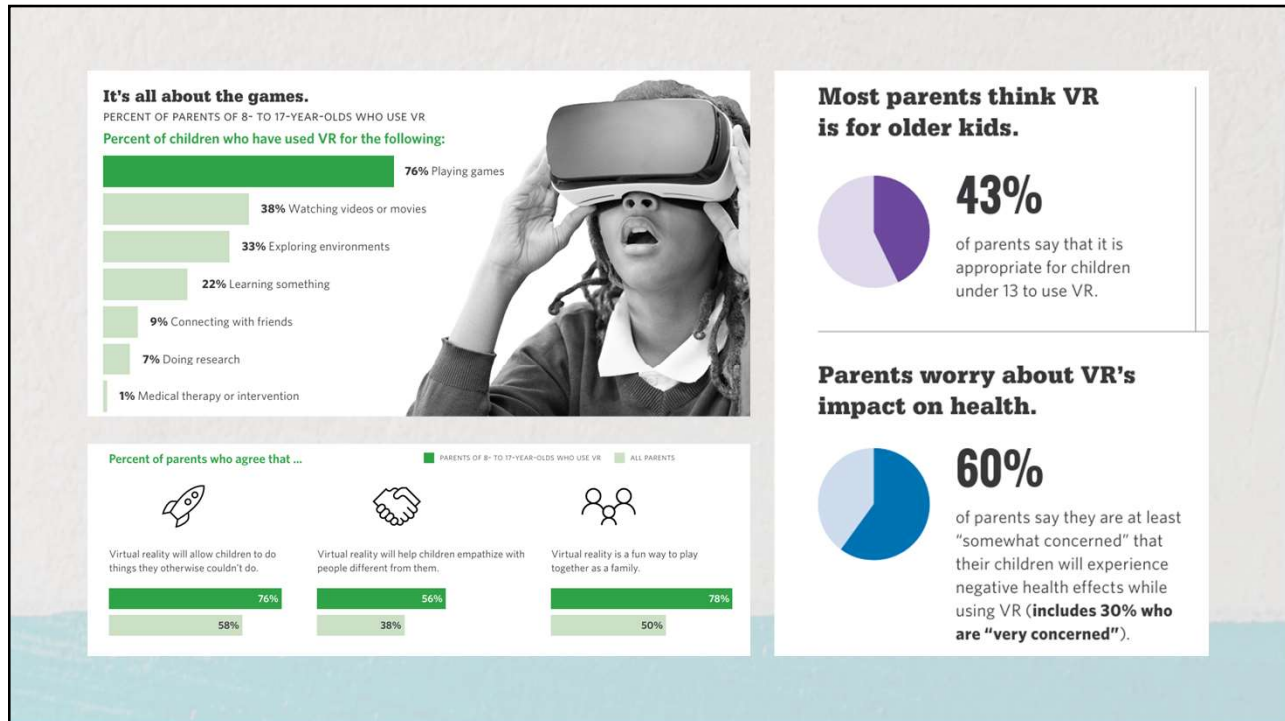 It's all about the games.
PERCENT OF PARENTS OF 8- TO 17-YEAR-OLDS WHO USE VR
Percent of children who have used VR for the following:
76% Playing games
38% Watching videos or movies
33% Exploring environments
22% Learning something
9% Connecting with friends
7% Doing research
1% Medical therapy or intervention
Percent of parents who agree that ...
PARENTS OF 8- TO 17-YEAR-OLDS WHO USE VR
ALL PARENTS
Virtual reality will allow children to do
things they otherwise couldn't do.
76%
58%
Virtual reality will help children empathize with
people different from them.
56%
38%
Virtual reality is a fun way to play
together as a family.
78%
50%
Most parents think VR
is for older kids.
43%
of parents say that it is
appropriate for children
under 13 to use VR.
Parents worry about VR’s
impact on health.
60%
of parents say they are at least
“somewhat concerned” that
their children will experience
negative health effects while
using VR (includes 30% who
are “very concerned”).